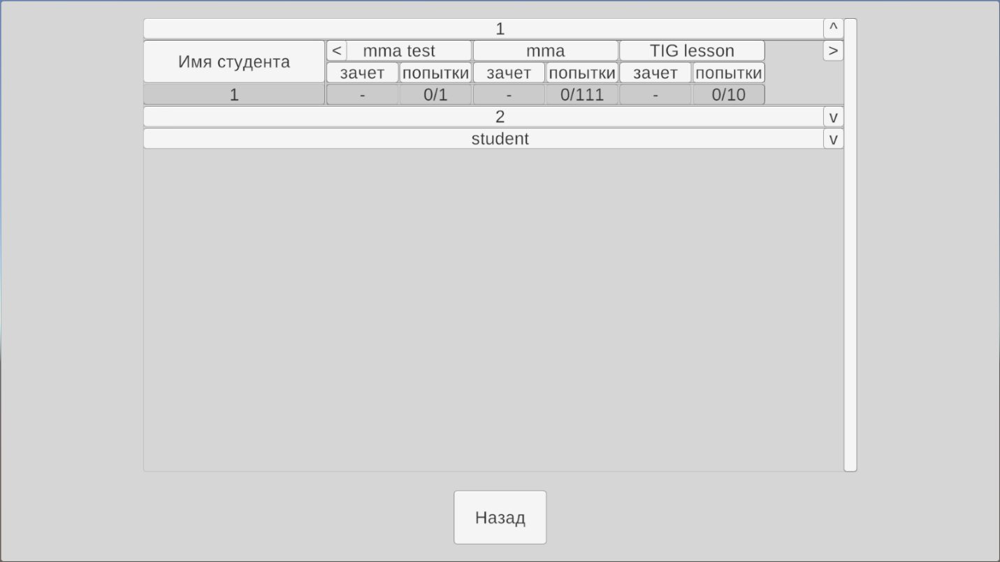 1 ^
Имя студента < mma test mma TIG lesson >
зачет попытки зачет попытки зачет попытки
1 - 0/1 - 0/111 - 0/10
2 v
student v
Назад